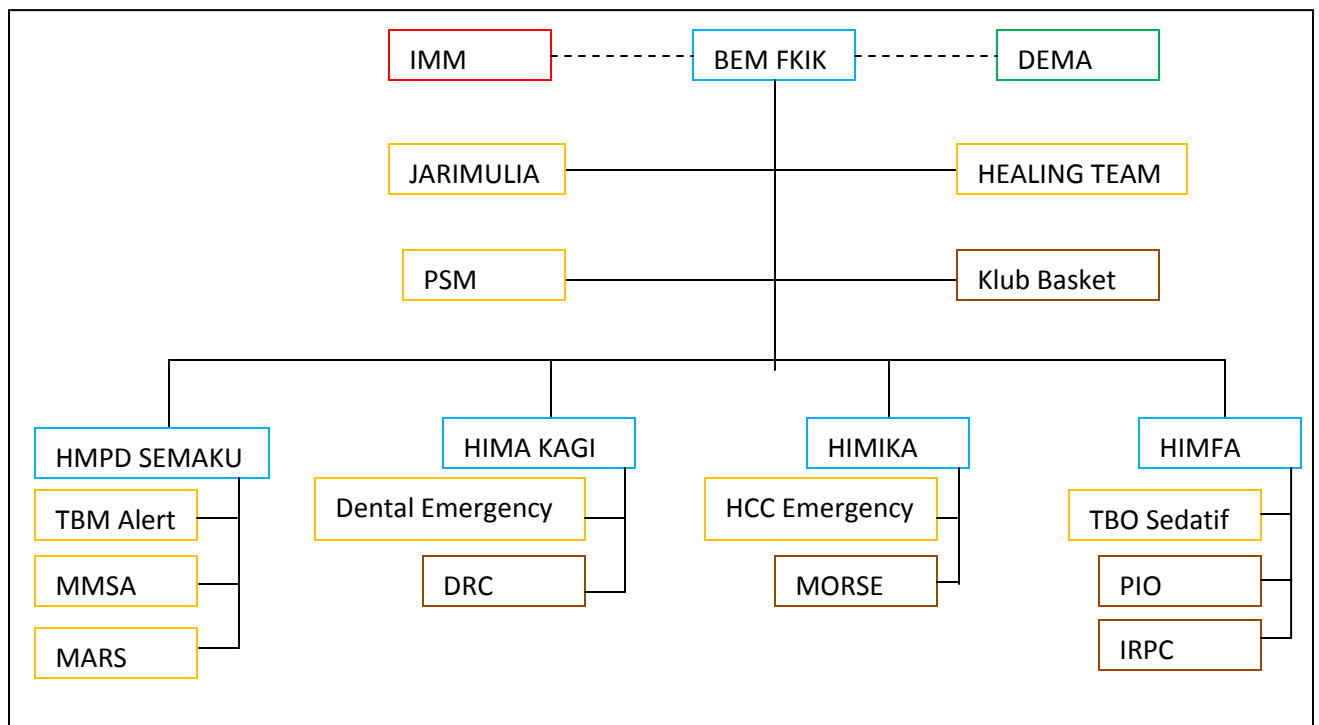 IMM
BEM FKIK
DEMA
JARIMULIA
HEALING TEAM
PSM
Klub Basket
HMPD SEMAKU
HIMA KAGI
HIMIKA
HIMFA
TBM Alert
Dental Emergency
HCC Emergency
TBO Sedatif
MMSA
DRC
MORSE
PIO
MARS
IRPC